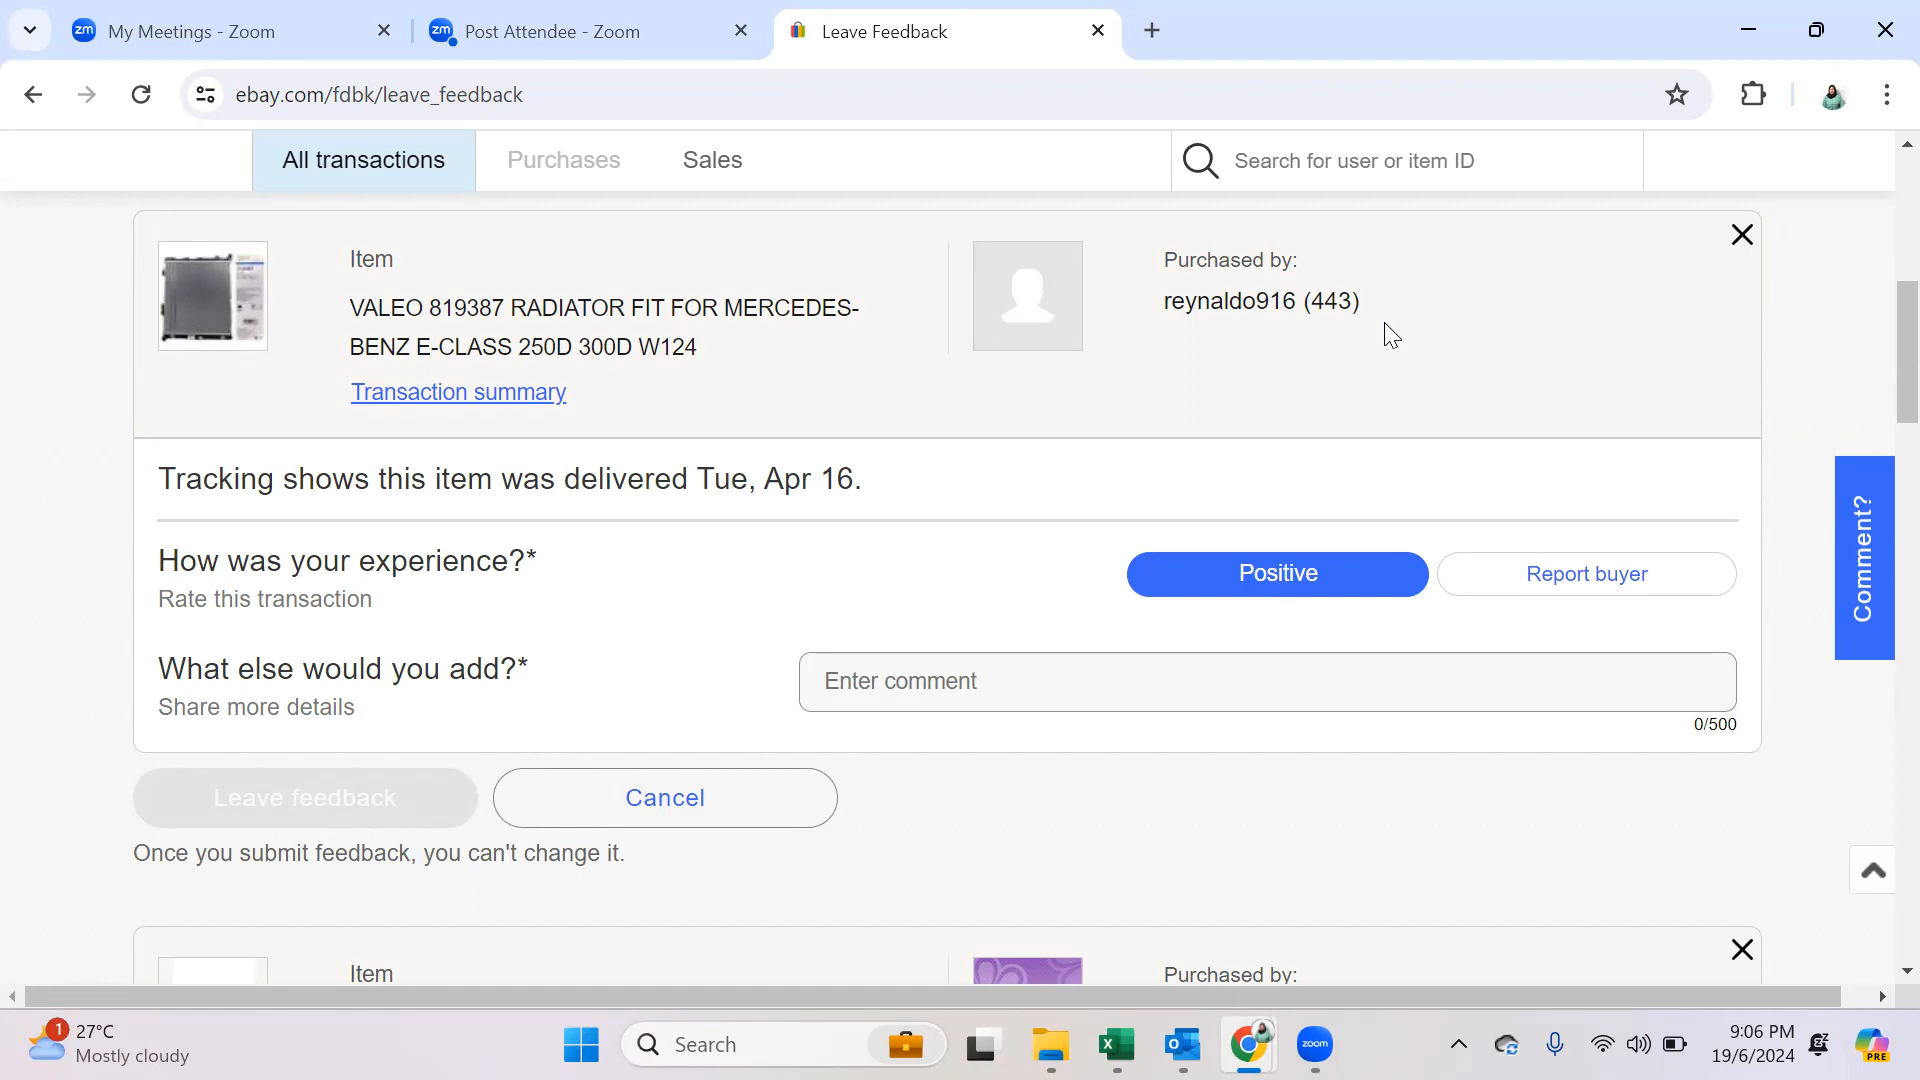 My Meetings - Zoom
Post Attendee - Zoom
Leave Feedback
ebay.com/fdbk/leave_feedback
All transactions
Purchases
Sales
Search for user or item ID
Item
VALEO 819387 RADIATOR FIT FOR MERCEDES-
BENZ E-CLASS 250D 300D W124
Transaction summary
Purchased by:
reynaldo916 (443)
Tracking shows this item was delivered Tue, Apr 16.
How was your experience?*
Rate this transaction
Positive
Report buyer
What else would you add?*
Share more details
Enter comment
0/500
Comment?
Leave feedback
Cancel
Once you submit feedback, you can't change it.
Item
Purchased by:
1
27°C
Mostly cloudy
Search
zoom
9:06 PM
19/6/2024
PRE